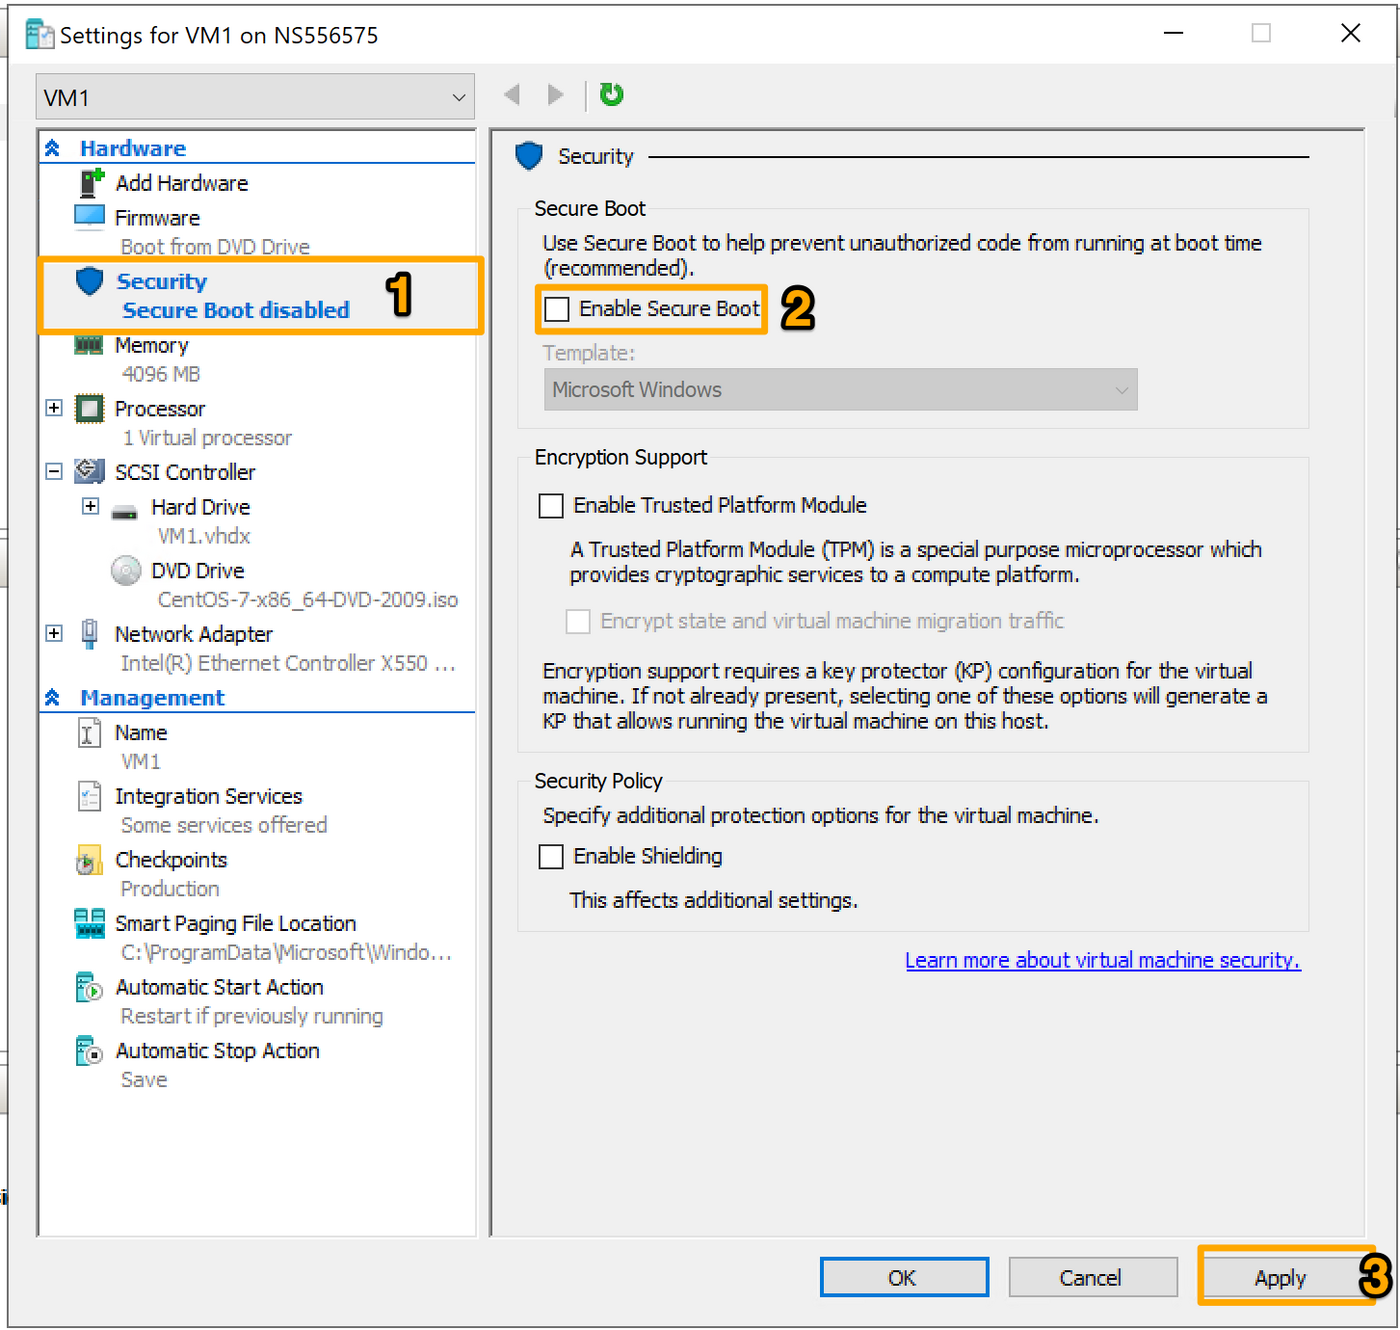 Settings for VM1 on NS556575
VM1
Hardware
Add Hardware
Firmware
Boot from DVD Drive
Security
Secure Boot disabled
1
Memory
4096 MB
Processor
1 Virtual processor
SCSI Controller
Hard Drive
VM1.vhdx
DVD Drive
CentOS-7-x86_64-DVD-2009.iso
Network Adapter
Intel(R) Ethernet Controller X550 ...
Management
Name
VM1
Integration Services
Some services offered
Checkpoints
Production
Smart Paging File Location
C:\ProgramData\Microsoft\Windo...
Automatic Start Action
Restart if previously running
Automatic Stop Action
Save
Security
Secure Boot
Use Secure Boot to help prevent unauthorized code from running at boot time
(recommended).
Enable Secure Boot
2
Template:
Microsoft Windows
Encryption Support
Enable Trusted Platform Module
A Trusted Platform Module (TPM) is a special purpose microprocessor which
provides cryptographic services to a compute platform.
Encrypt state and virtual machine migration traffic
Encryption support requires a key protector (KP) configuration for the virtual
machine. If not already present, selecting one of these options will generate a
KP that allows running the virtual machine on this host.
Security Policy
Specify additional protection options for the virtual machine.
Enable Shielding
This affects additional settings.
Learn more about virtual machine security.
OK
Cancel
Apply
3